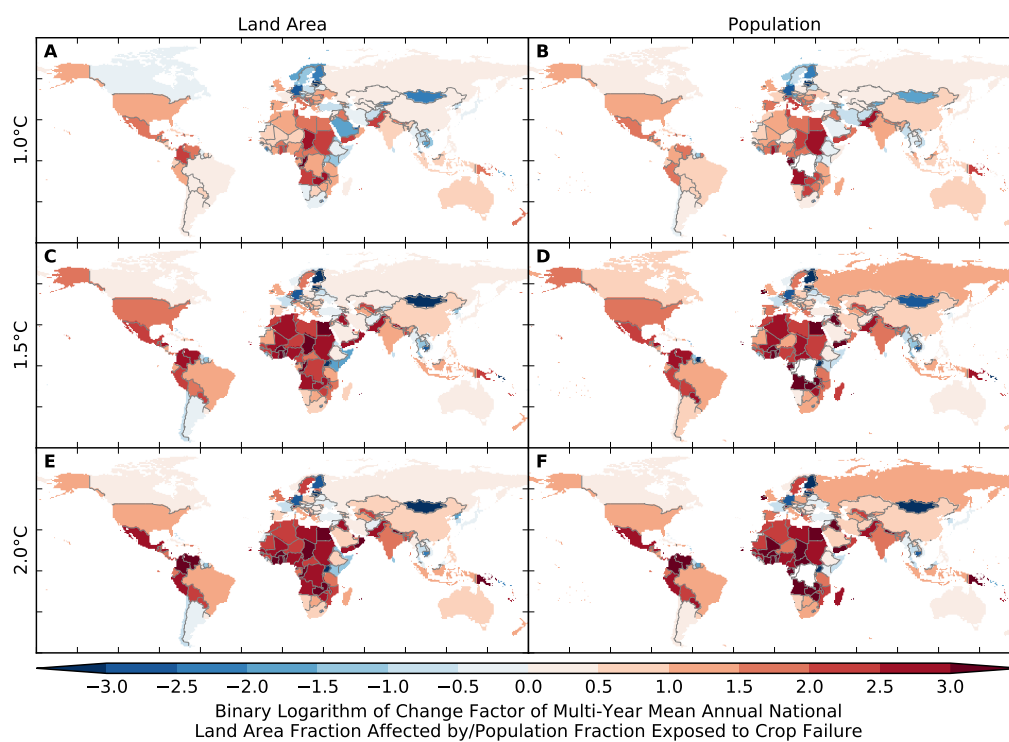 Land Area
Population
A
B
1.0°C
C
D
1.5°C
E
F
2.0°C
−3.0 −2.5 −2.0 −1.5 −1.0 −0.5 0.0 0.5 1.0 1.5 2.0 2.5 3.0
Binary Logarithm of Change Factor of Multi-Year Mean Annual National
Land Area Fraction Affected by/Population Fraction Exposed to Crop Failure